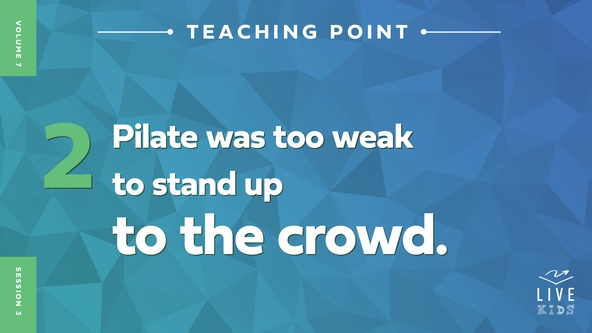 VOLUME 7
TEACHING POINT
2
Pilate was too weak
to stand up
to the crowd.
SESSION 3
LIVE
KIDS